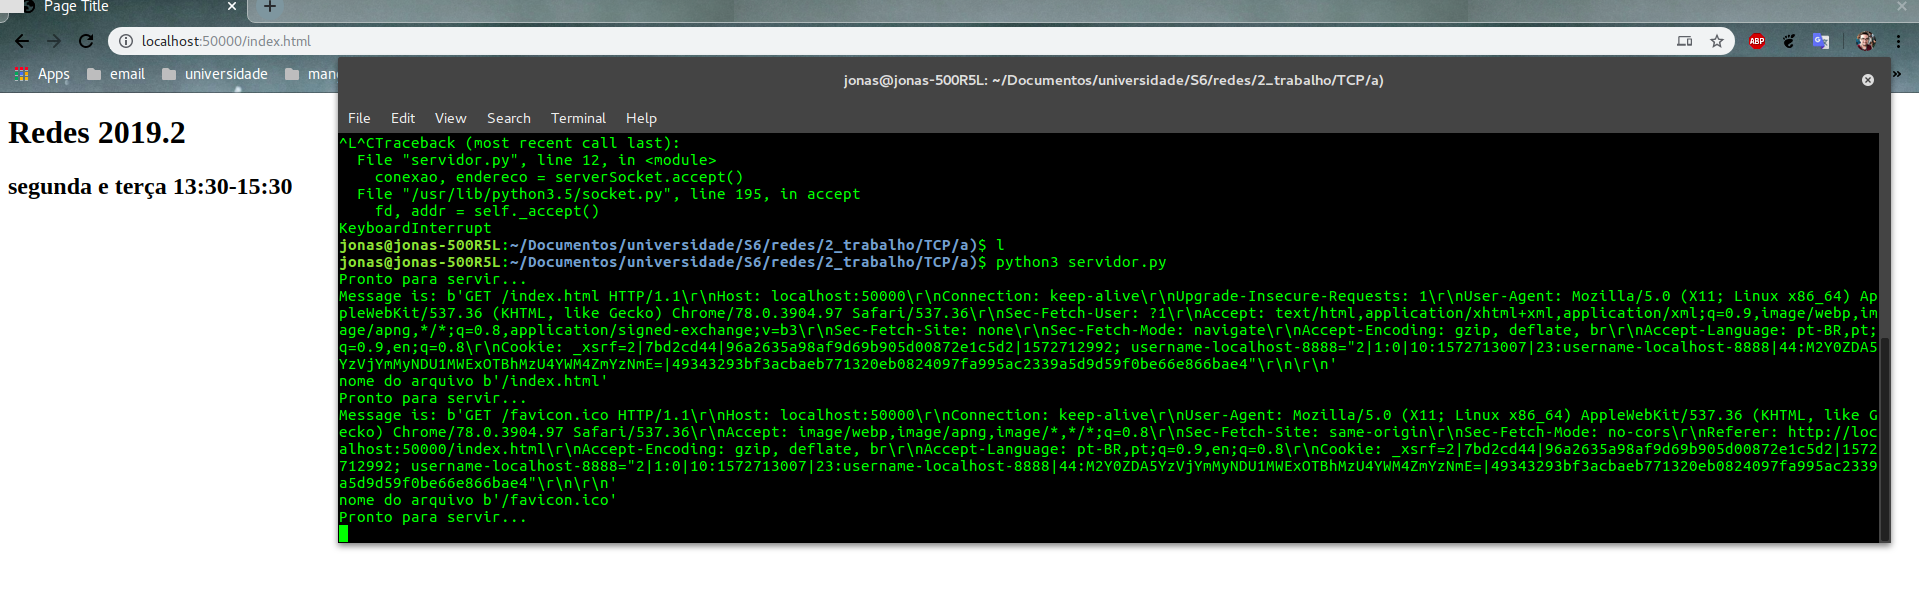 Page Title
localhost:50000/index.html
ABP
Apps email universidade man
Redes 2019.2
segunda e terça 13:30-15:30
jonas@jonas-500R5L: ~/Documentos/universidade/S6/redes/2_trabalho/TCP/a)
File Edit View Search Terminal Help
^L^CTraceback (most recent call last):
  File "servidor.py", line 12, in <module>
    conexao, endereco = serverSocket.accept()
  File "/usr/lib/python3.5/socket.py", line 195, in accept
    fd, addr = self._accept()
KeyboardInterrupt
jonas@jonas-500R5L:~/Documentos/universidade/S6/redes/2_trabalho/TCP/a)$ l
jonas@jonas-500R5L:~/Documentos/universidade/S6/redes/2_trabalho/TCP/a)$ python3 servidor.py
Pronto para servir...
Message is: b'GET /index.html HTTP/1.1\r\nHost: localhost:50000\r\nConnection: keep-alive\r\nUpgrade-Insecure-Requests: 1\r\nUser-Agent: Mozilla/5.0 (X11; Linux x86_64) Ap
pleWebKit/537.36 (KHTML, like Gecko) Chrome/78.0.3904.97 Safari/537.36\r\nSec-Fetch-User: ?1\r\nAccept: text/html,application/xhtml+xml,application/xml;q=0.9,image/webp,im
age/apng,*/*;q=0.8,application/signed-exchange;v=b3\r\nSec-Fetch-Site: none\r\nSec-Fetch-Mode: navigate\r\nAccept-Encoding: gzip, deflate, br\r\nAccept-Language: pt-BR,pt;
q=0.9,en;q=0.8\r\nCookie: _xsrf=2|7bd2cd44|96a2635a98af9d69b905d00872e1c5d2|1572712992; username-localhost-8888="2|1:0|10:1572713007|23:username-localhost-8888|44:M2Y0ZDA5
YzVjYmMyNDU1MWExOTBhMzU4YWM4ZmYzNmE=|49343293bf3acbaeb771320eb0824097fa995ac2339a5d9d59f0be66e866bae4"\r\n\r\n'
nome do arquivo b'/index.html'
Pronto para servir...
Message is: b'GET /favicon.ico HTTP/1.1\r\nHost: localhost:50000\r\nConnection: keep-alive\r\nUser-Agent: Mozilla/5.0 (X11; Linux x86_64) AppleWebKit/537.36 (KHTML, like G
ecko) Chrome/78.0.3904.97 Safari/537.36\r\nAccept: image/webp,image/apng,image/*,*/*;q=0.8\r\nSec-Fetch-Site: same-origin\r\nSec-Fetch-Mode: no-cors\r\nReferer: http://loc
alhost:50000/index.html\r\nAccept-Encoding: gzip, deflate, br\r\nAccept-Language: pt-BR,pt;q=0.9,en;q=0.8\r\nCookie: _xsrf=2|7bd2cd44|96a2635a98af9d69b905d00872e1c5d2|1572
712992; username-localhost-8888="2|1:0|10:1572713007|23:username-localhost-8888|44:M2Y0ZDA5YzVjYmMyNDU1MWExOTBhMzU4YWM4ZmYzNmE=|49343293bf3acbaeb771320eb0824097fa995ac2339
a5d9d59f0be66e866bae4"\r\n\r\n'
nome do arquivo b'/favicon.ico'
Pronto para servir...